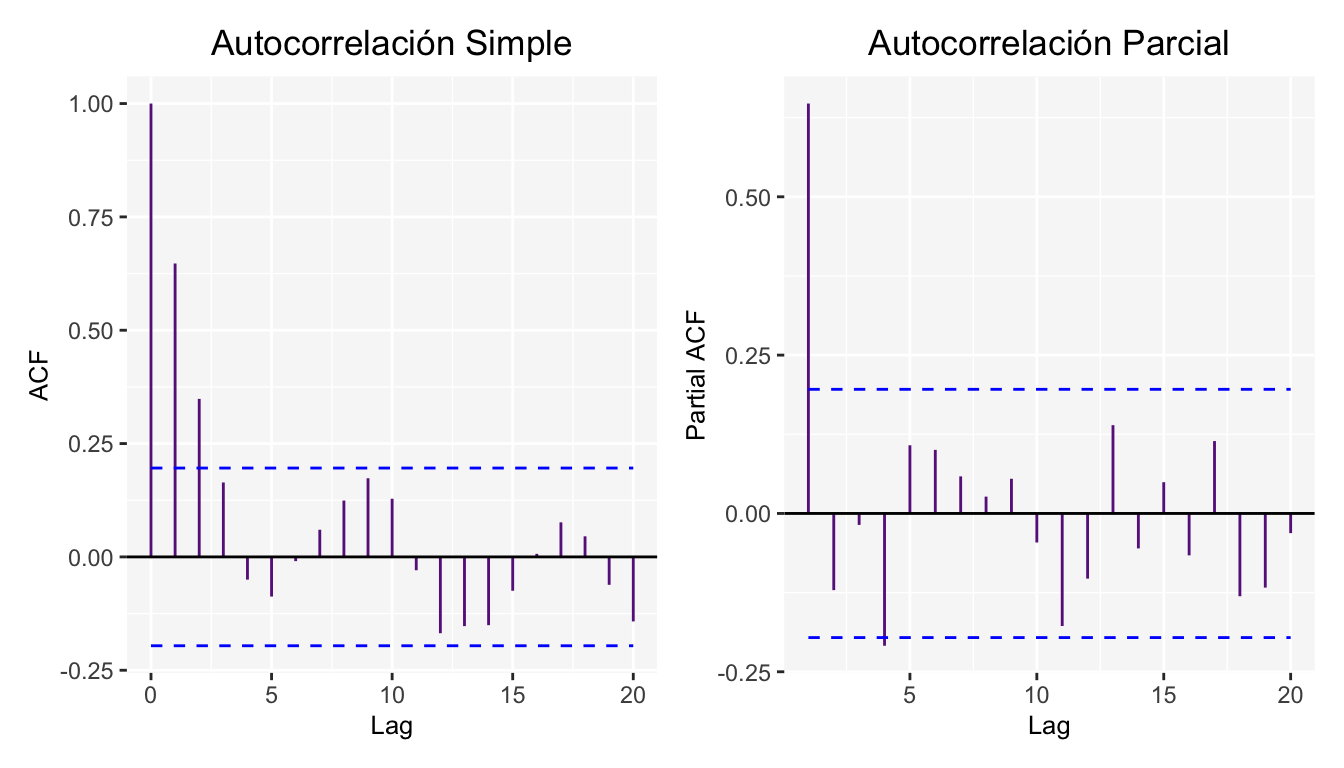 Autocorrelación Simple
ACF
1.00
0.75
0.50
0.25
0.00
-0.25
0 5 10 15 20
Lag
Autocorrelación Parcial
Partial ACF
0.50
0.25
0.00
-0.25
5 10 15 20
Lag